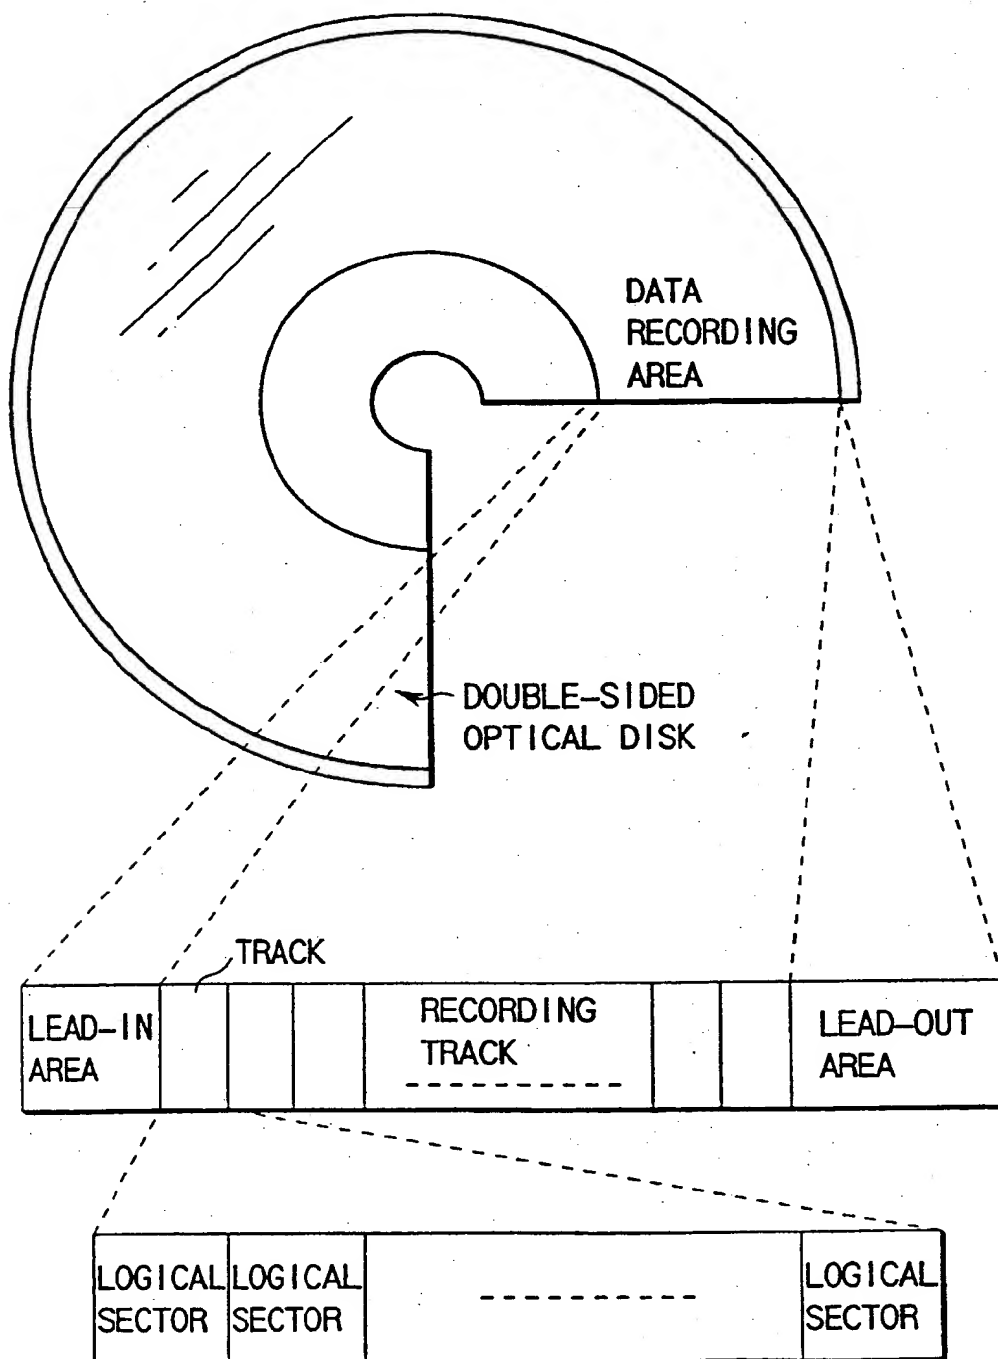 DATA
RECORDING
AREA
DOUBLE-SIDED
OPTICAL DISK
TRACK
LEAD-IN
AREA
RECORDING
TRACK
LEAD-OUT
AREA
LOGICAL
SECTOR
LOGICAL
SECTOR
LOGICAL
SECTOR